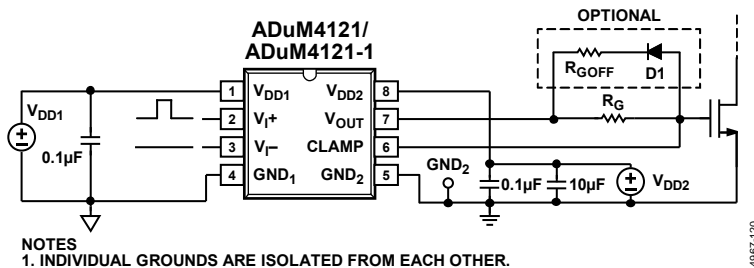 OPTIONAL
ADuM4121/
ADuM4121-1
RGOFF
D1
RG
VDD1
0.1µF
1
VDD1
2
VI+
3
VI–
4
GND1
VDD2
8
VOUT
7
CLAMP
6
GND2
5
GND2
0.1µF
10µF
VDD2
NOTES
1. INDIVIDUAL GROUNDS ARE ISOLATED FROM EACH OTHER.